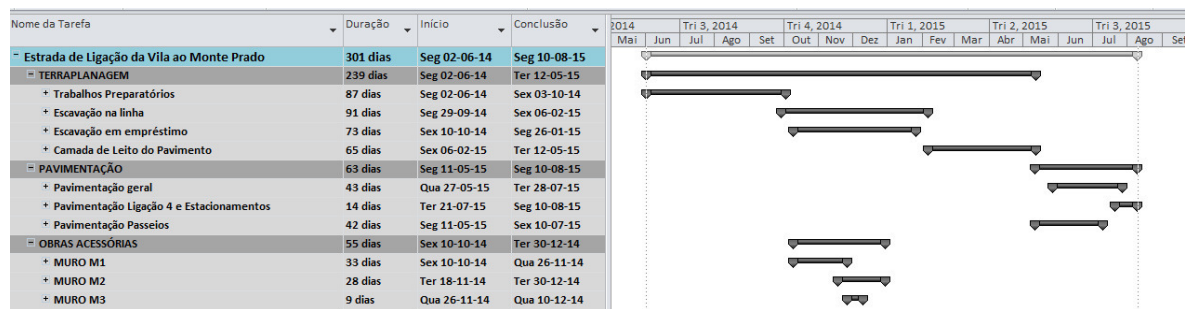 Nome da Tarefa Duração Início Conclusão 2014 Tri 3, 2014 Tri 4, 2014 Tri 1, 2015 Tri 2, 2015 Tri 3, 2015
Mai Jun Jul Ago Set Out Nov Dez Jan Fev Mar Abr Mai Jun Jul Ago Set
Estrada de Ligação da Vila ao Monte Prado 301 dias Seg 02-06-14 Seg 10-08-15
TERRAPLANAGEM 239 dias Seg 02-06-14 Ter 12-05-15
Trabalhos Preparatórios 87 dias Seg 02-06-14 Sex 03-10-14
Escavação na linha 91 dias Seg 29-09-14 Sex 06-02-15
Escavação em empréstimo 73 dias Sex 10-10-14 Seg 26-01-15
Camada de Leito do Pavimento 65 dias Sex 06-02-15 Ter 12-05-15
PAVIMENTAÇÃO 63 dias Seg 11-05-15 Seg 10-08-15
Pavimentação geral 43 dias Qua 27-05-15 Ter 28-07-15
Pavimentação Ligação 4 e Estacionamentos 14 dias Ter 21-07-15 Seg 10-08-15
Pavimentação Passeios 42 dias Seg 11-05-15 Sex 10-07-15
OBRAS ACESSÓRIAS 55 dias Sex 10-10-14 Ter 30-12-14
MURO M1 33 dias Sex 10-10-14 Qua 26-11-14
MURO M2 28 dias Ter 18-11-14 Ter 30-12-14
MURO M3 9 dias Qua 26-11-14 Qua 10-12-14